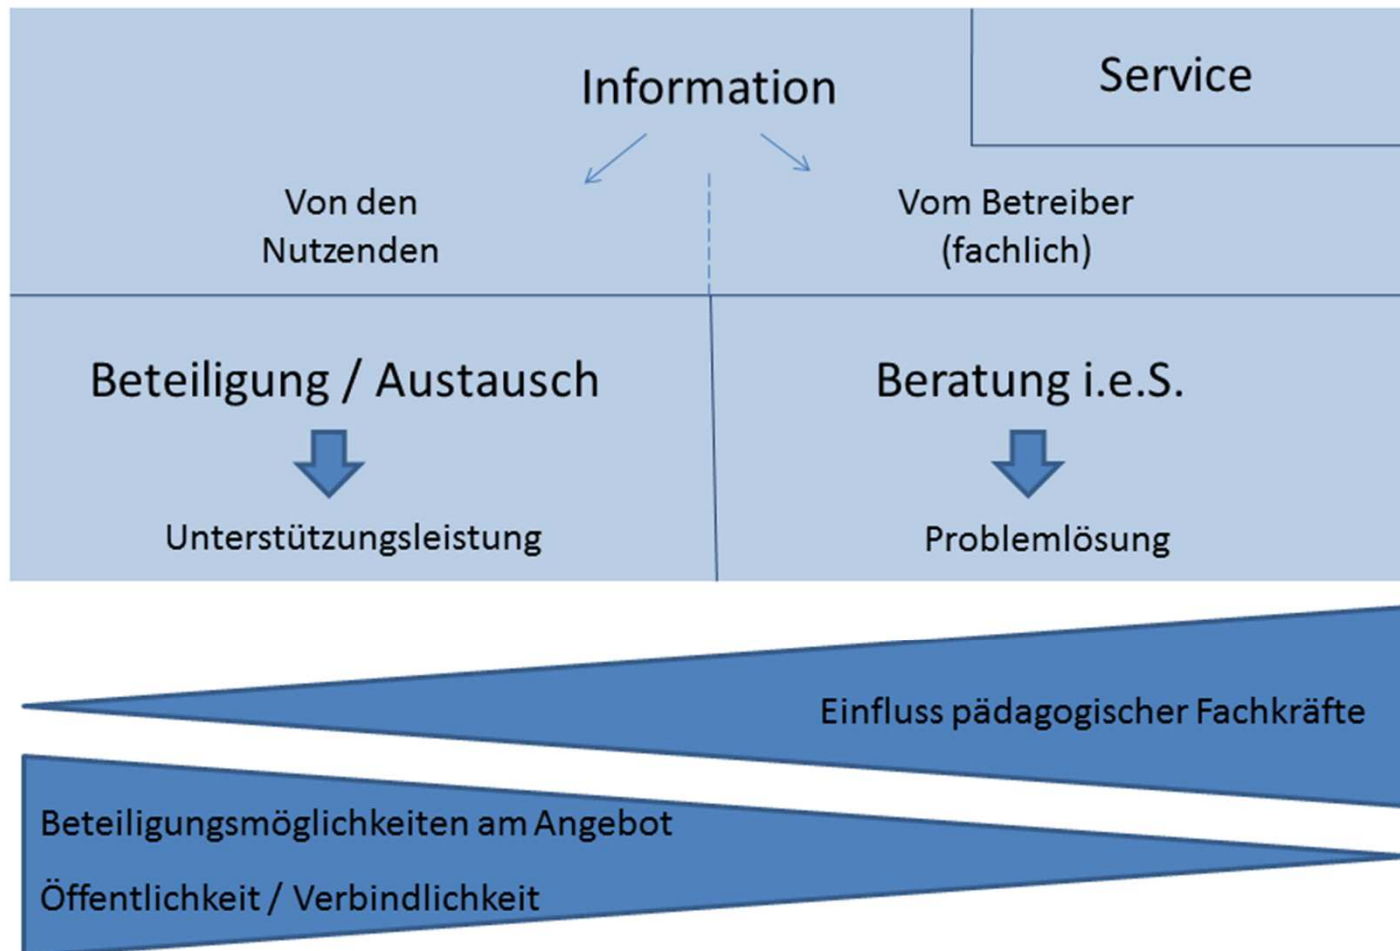 Information
Service
Von den
Nutzenden
Vom Betreiber
(fachlich)
Beteiligung / Austausch
Beratung i.e.S.
Unterstützungsleistung
Problemlösung
Einfluss pädagogischer Fachkräfte
Beteiligungsmöglichkeiten am Angebot
Öffentlichkeit / Verbindlichkeit